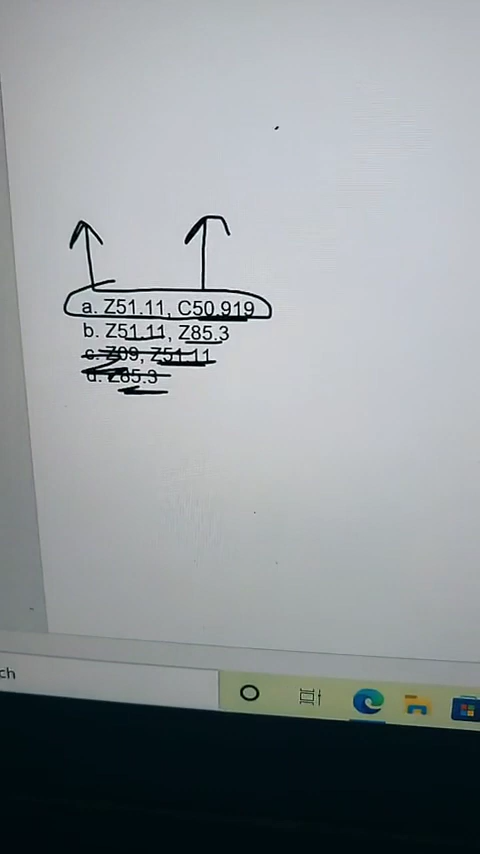 a. Z51.11, C50.919
b. Z51.11, Z85.3
c. Z09, Z51.11
d. Z85.3
ch